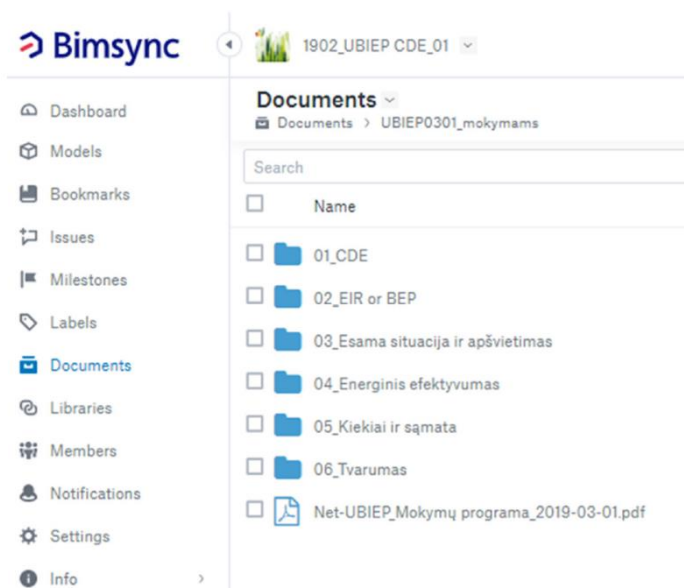 Bimsync
1902_UBIEP CDE_01
Dashboard
Models
Bookmarks
Issues
Milestones
Labels
Documents
Libraries
Members
Notifications
Settings
Info
Documents
Documents > UBIEP0301_mokymams
Search
Name
01_CDE
02_EIR or BEP
03_Esama situacija ir apšvietimas
04_Energinis efektyvumas
05_Kiekiai ir sąmata
06_Tvarumas
Net-UBIEP_Mokymų programa_2019-03-01.pdf